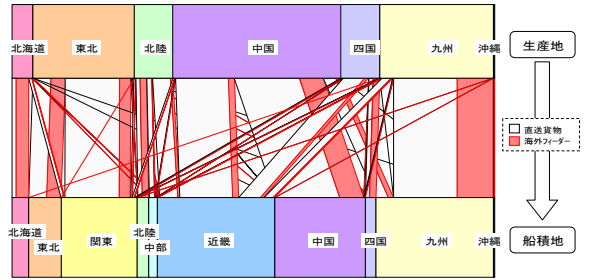 北海道 東北 北陸 中国 四国 九州 沖縄
生産地
直送貨物
海外フィーダー
北海道 東北 関東 北陸 中部 近畿 中国 四国 九州 沖縄
船積地